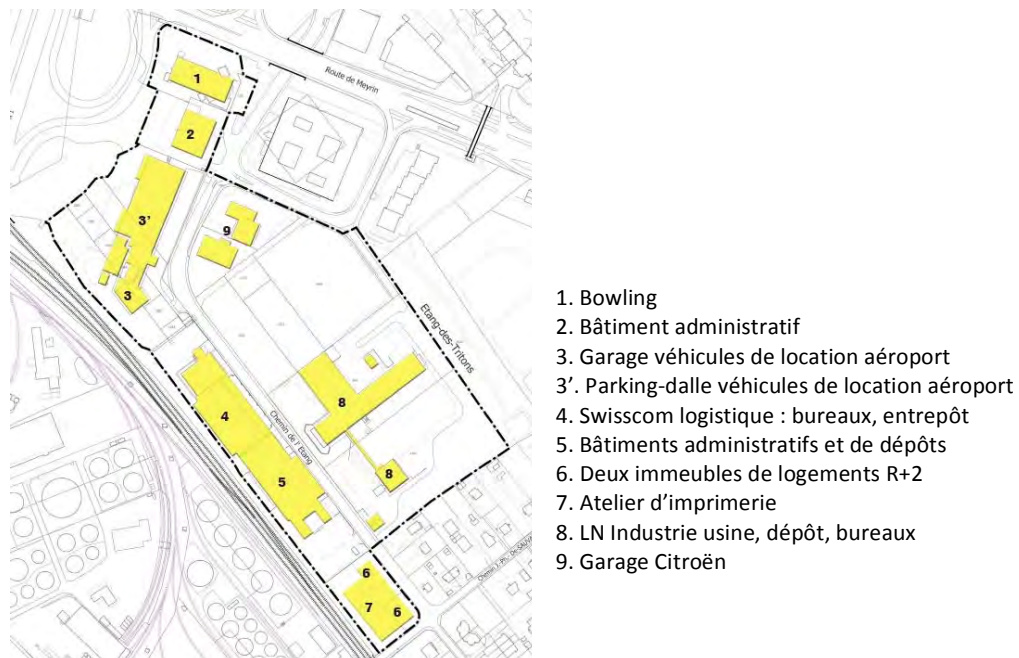 1
Route de Meyrin
2
3'
9
3
Etang-des-Tritons
8
4
Chemin de l' Etang
8
5
6
7
6
1. Bowling
2. Bâtiment administratif
3. Garage véhicules de location aéroport
3’. Parking-dalle véhicules de location aéroport
4. Swisscom logistique : bureaux, entrepôt
5. Bâtiments administratifs et de dépôts
6. Deux immeubles de logements R+2
7. Atelier d’imprimerie
8. LN Industrie usine, dépôt, bureaux
9. Garage Citroën